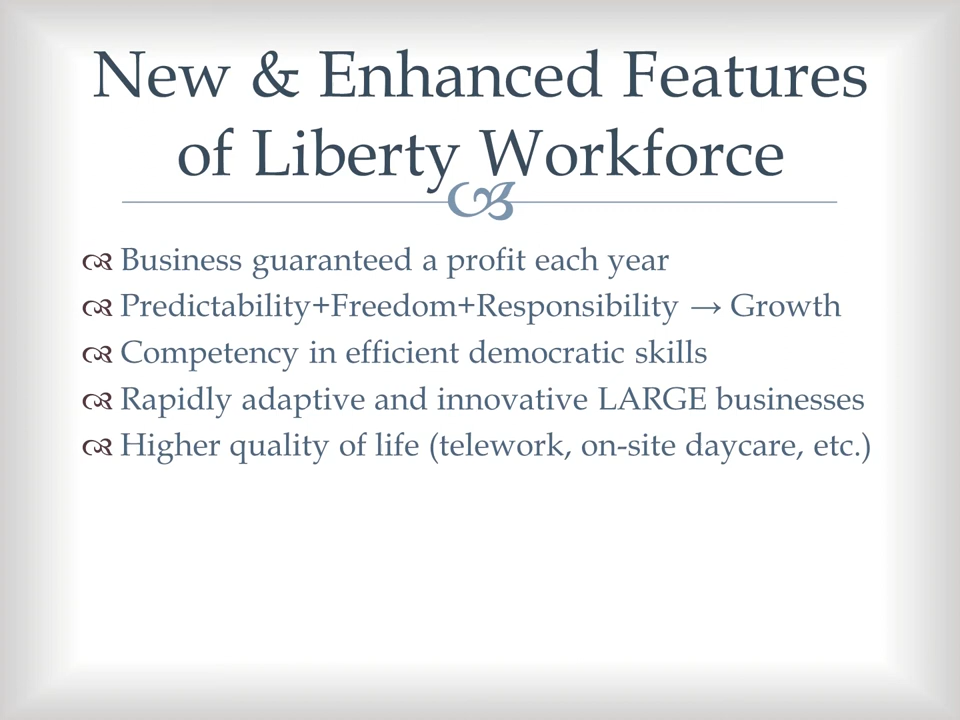 New & Enhanced Features
of Liberty Workforce
Business guaranteed a profit each year
Predictability+Freedom+Responsibility → Growth
Competency in efficient democratic skills
Rapidly adaptive and innovative LARGE businesses
Higher quality of life (telework, on-site daycare, etc.)